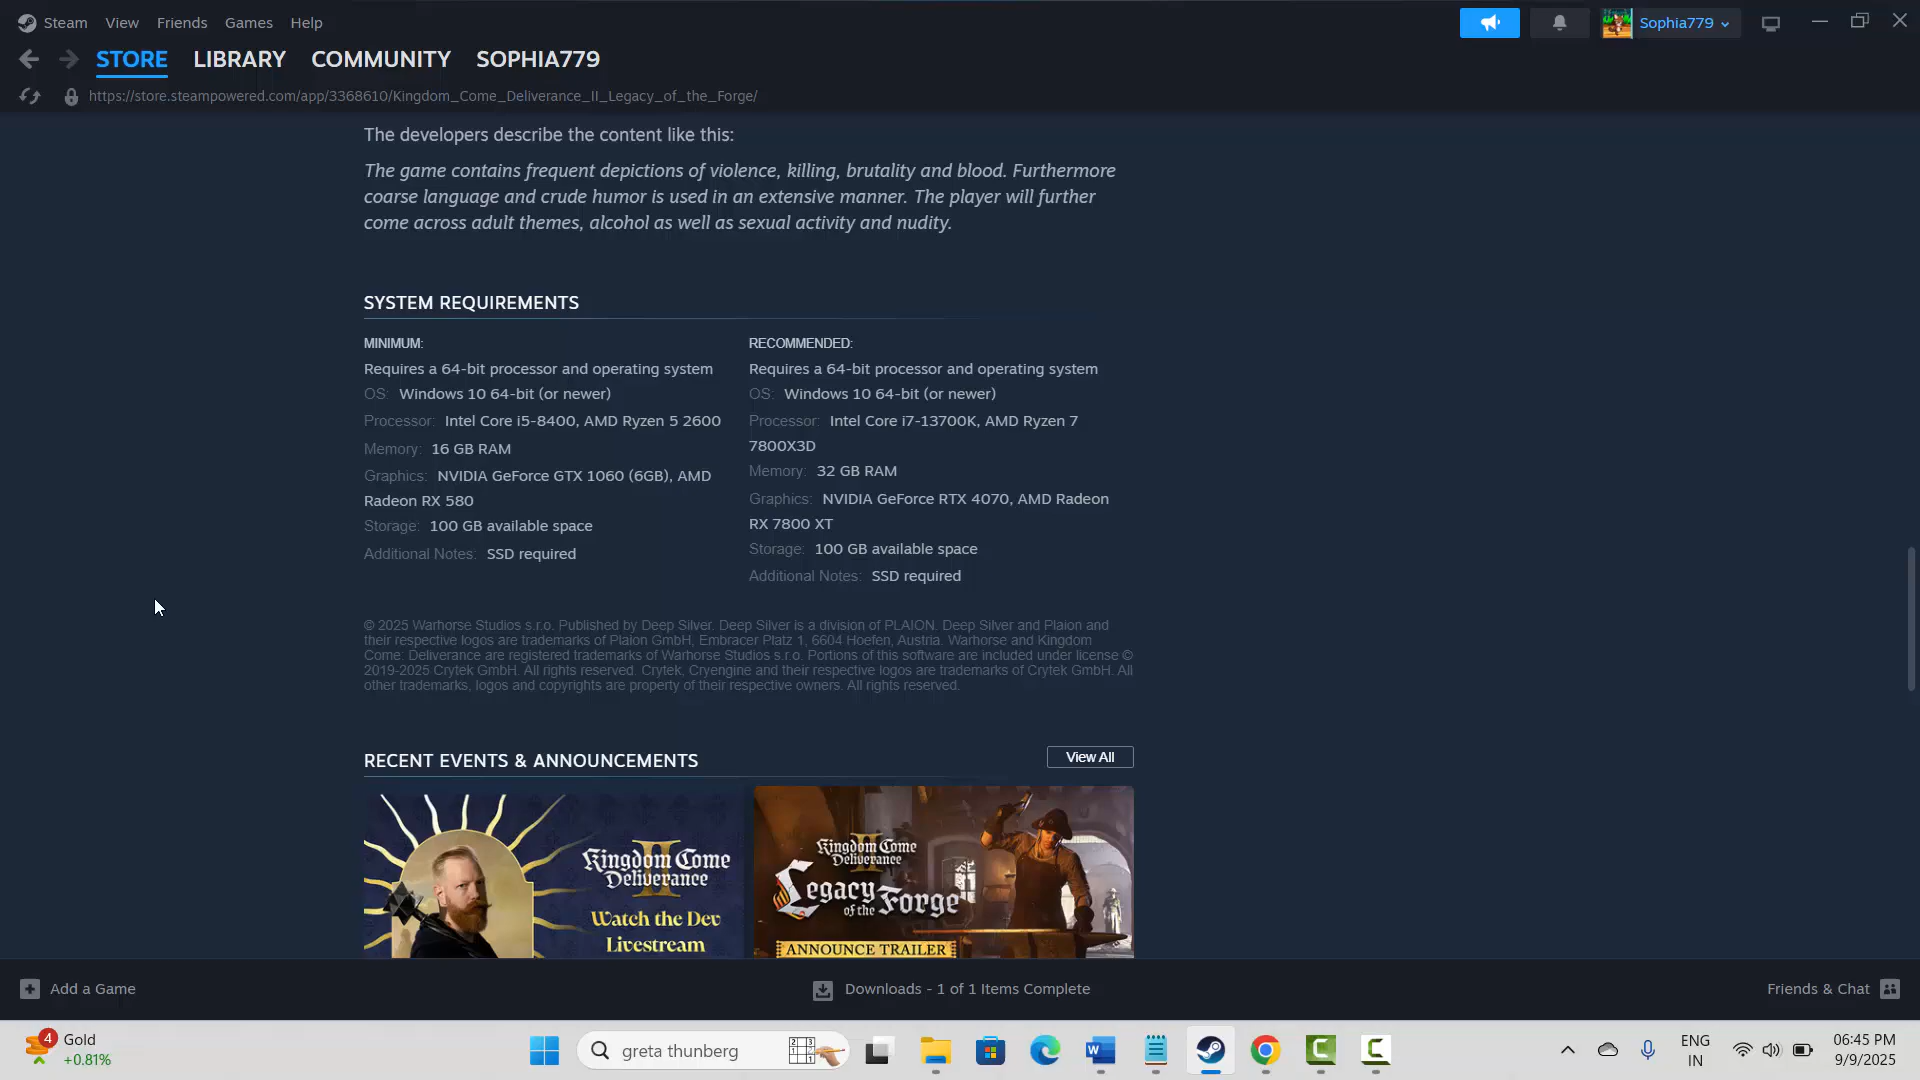 Steam View Friends Games Help
Sophia779
STORE LIBRARY COMMUNITY SOPHIA779
https://store.steampowered.com/app/3368610/Kingdom_Come_Deliverance_II_Legacy_of_the_Forge/
The developers describe the content like this:
The game contains frequent depictions of violence, killing, brutality and blood. Furthermore
coarse language and crude humor is used in an extensive manner. The player will further
come across adult themes, alcohol as well as sexual activity and nudity.
SYSTEM REQUIREMENTS
MINIMUM:
Requires a 64-bit processor and operating system
OS: Windows 10 64-bit (or newer)
Processor: Intel Core i5-8400, AMD Ryzen 5 2600
Memory: 16 GB RAM
Graphics: NVIDIA GeForce GTX 1060 (6GB), AMD
Radeon RX 580
Storage: 100 GB available space
Additional Notes: SSD required
RECOMMENDED:
Requires a 64-bit processor and operating system
OS: Windows 10 64-bit (or newer)
Processor: Intel Core i7-13700K, AMD Ryzen 7
7800X3D
Memory: 32 GB RAM
Graphics: NVIDIA GeForce RTX 4070, AMD Radeon
RX 7800 XT
Storage: 100 GB available space
Additional Notes: SSD required
© 2025 Warhorse Studios s.r.o. Published by Deep Silver. Deep Silver is a division of PLAION. Deep Silver and Plaion and
their respective logos are trademarks of Plaion GmbH, Embracer Platz 1, 6604 Hoefen, Austria. Warhorse and Kingdom
Come: Deliverance are registered trademarks of Warhorse Studios s.r.o. Portions of this software are included under license ©
2019-2025 Crytek GmbH. All rights reserved. Crytek, Cryengine and their respective logos are trademarks of Crytek GmbH. All
other trademarks, logos and copyrights are property of their respective owners. All rights reserved.
RECENT EVENTS & ANNOUNCEMENTS
View All
Kingdom Come
Deliverance
II
Watch the Dev
Livestream
Kingdom Come
Deliverance
II
Legacy
of the Forge
ANNOUNCE TRAILER
Add a Game
Downloads - 1 of 1 Items Complete
Friends & Chat
4
Gold
+0.81%
greta thunberg
ENG
IN
06:45 PM
9/9/2025